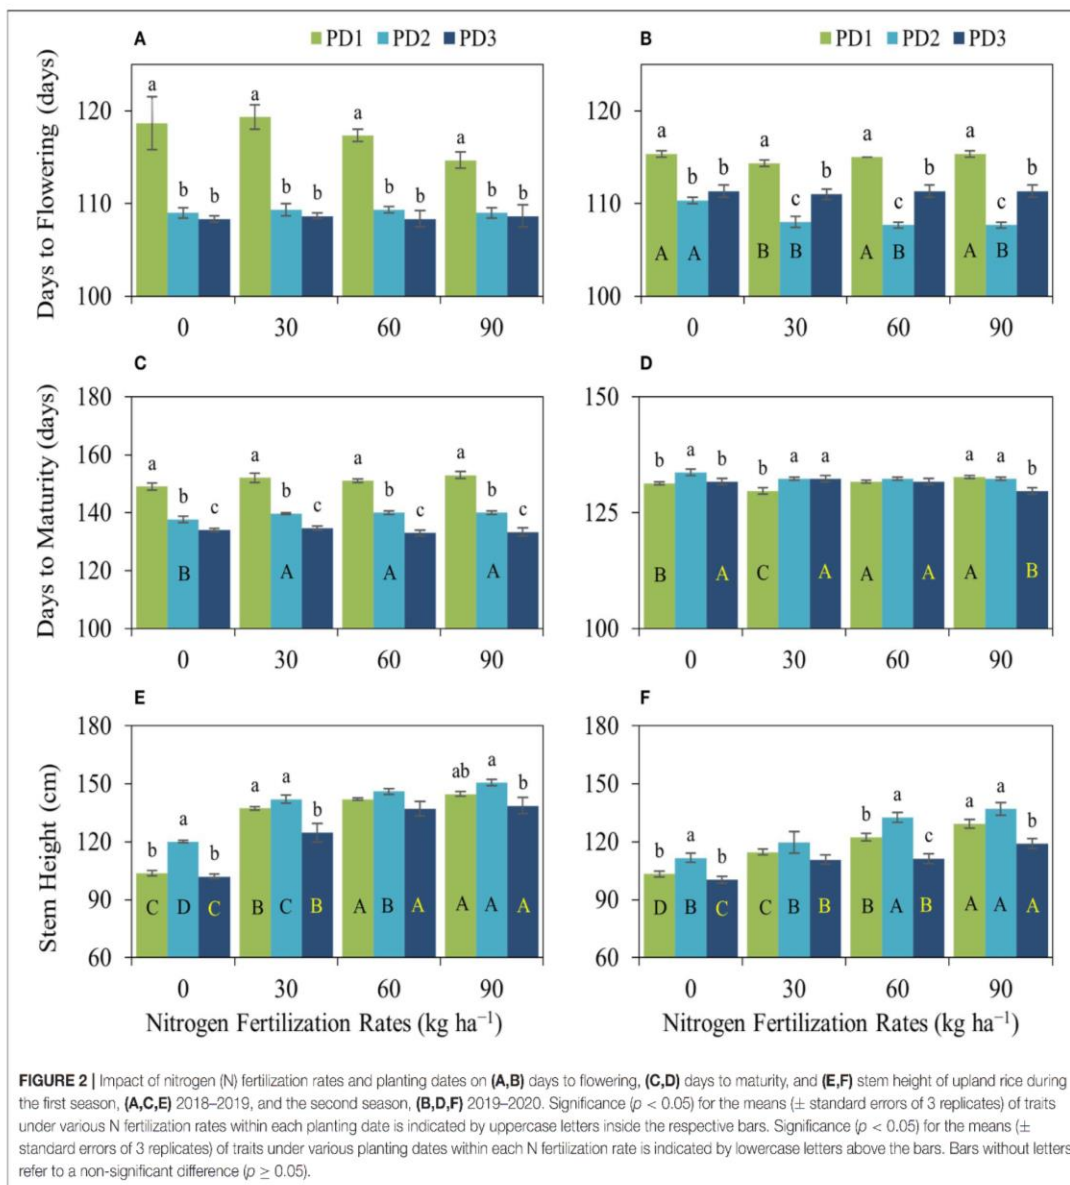 A
PD1 PD2 PD3
Days to Flowering (days)
120
110
100
a b b a b b a b b a b b
0 30 60 90
B
PD1 PD2 PD3
120
110
100
a b b a c b a c b a c b
A A B B A B A B
0 30 60 90
C
Days to Maturity (days)
180
160
140
120
100
a b c a b c a b c a b c
B A A A
0 30 60 90
D
150
125
100
b a b b a a a a b
B A C A A A A B
0 30 60 90
E
Stem Height (cm)
180
150
120
90
60
b a b a a b ab a b
C D C B C B A B A A A A
0 30 60 90
Nitrogen Fertilization Rates (kg ha⁻¹)
F
180
150
120
90
60
b a b b a c a a b
D B C C B B B A B A A A
0 30 60 90
Nitrogen Fertilization Rates (kg ha⁻¹)
FIGURE 2 | Impact of nitrogen (N) fertilization rates and planting dates on (A,B) days to flowering, (C,D) days to maturity, and (E,F) stem height of upland rice during
the first season, (A,C,E) 2018–2019, and the second season, (B,D,F) 2019–2020. Significance (p < 0.05) for the means (± standard errors of 3 replicates) of traits
under various N fertilization rates within each planting date is indicated by uppercase letters inside the respective bars. Significance (p < 0.05) for the means (±
standard errors of 3 replicates) of traits under various planting dates within each N fertilization rate is indicated by lowercase letters above the bars. Bars without letters
refer to a non-significant difference (p ≥ 0.05).